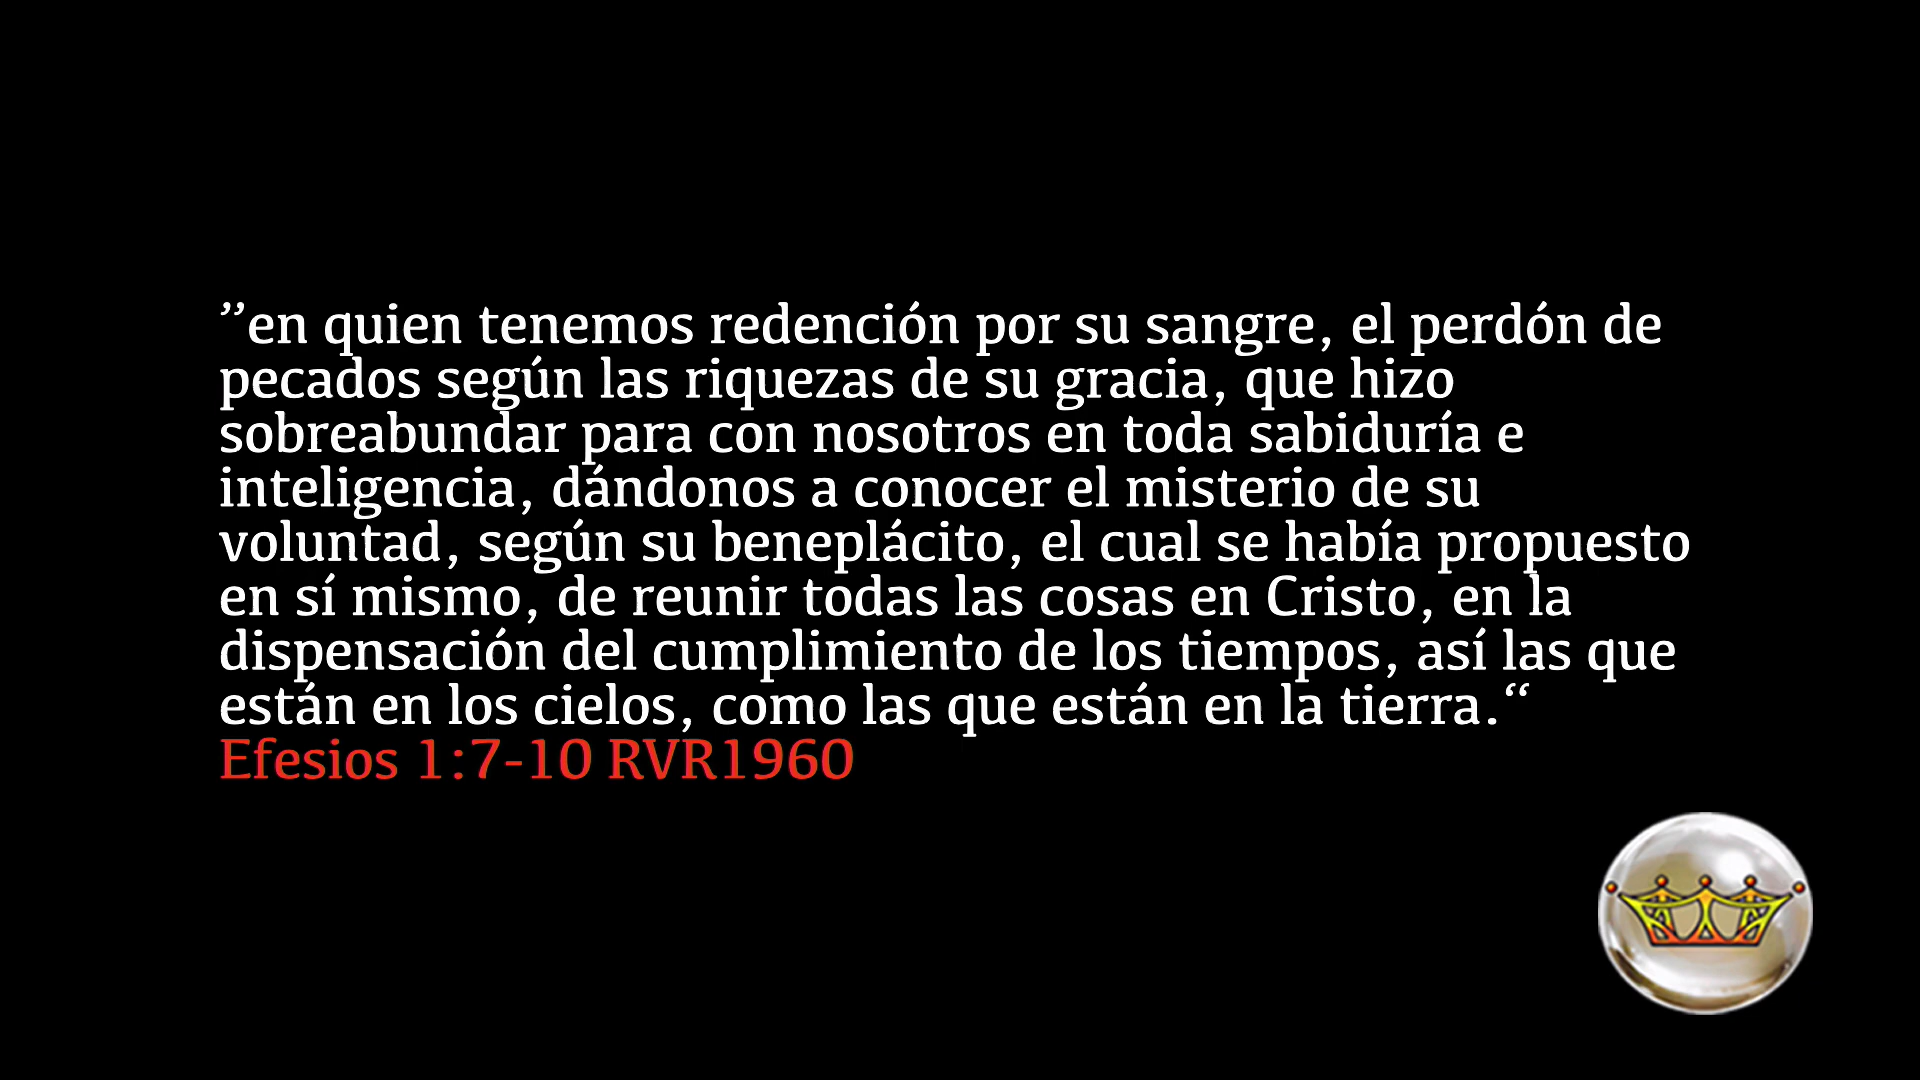 ”en quien tenemos redención por su sangre, el perdón de
pecados según las riquezas de su gracia, que hizo
sobreabundar para con nosotros en toda sabiduría e
inteligencia, dándonos a conocer el misterio de su
voluntad, según su beneplácito, el cual se había propuesto
en sí mismo, de reunir todas las cosas en Cristo, en la
dispensación del cumplimiento de los tiempos, así las que
están en los cielos, como las que están en la tierra.“
Efesios 1:7-10 RVR1960